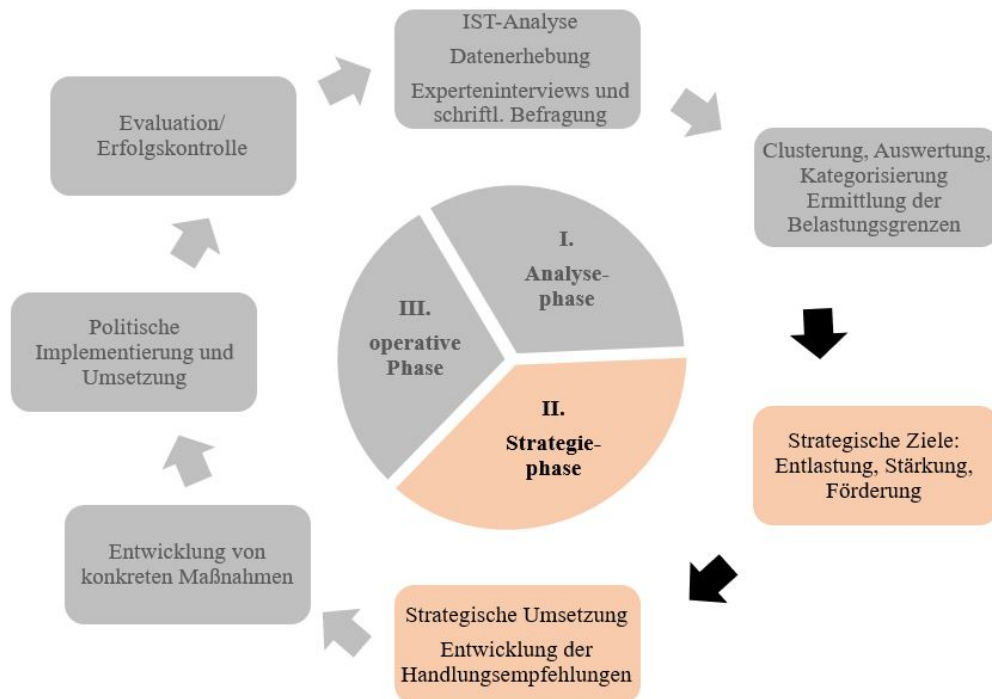 IST-Analyse
Datenerhebung
Experteninterviews und
schriftl. Befragung
Clusterung, Auswertung,
Kategorisierung
Ermittlung der
Belastungsgrenzen
Strategische Ziele:
Entlastung, Stärkung,
Förderung
Strategische Umsetzung
Entwicklung der
Handlungsempfehlungen
Entwicklung von
konkreten Maßnahmen
Politische
Implementierung und
Umsetzung
Evaluation/
Erfolgskontrolle
I.
Analyse-
phase
II.
Strategie-
phase
III.
operative
Phase